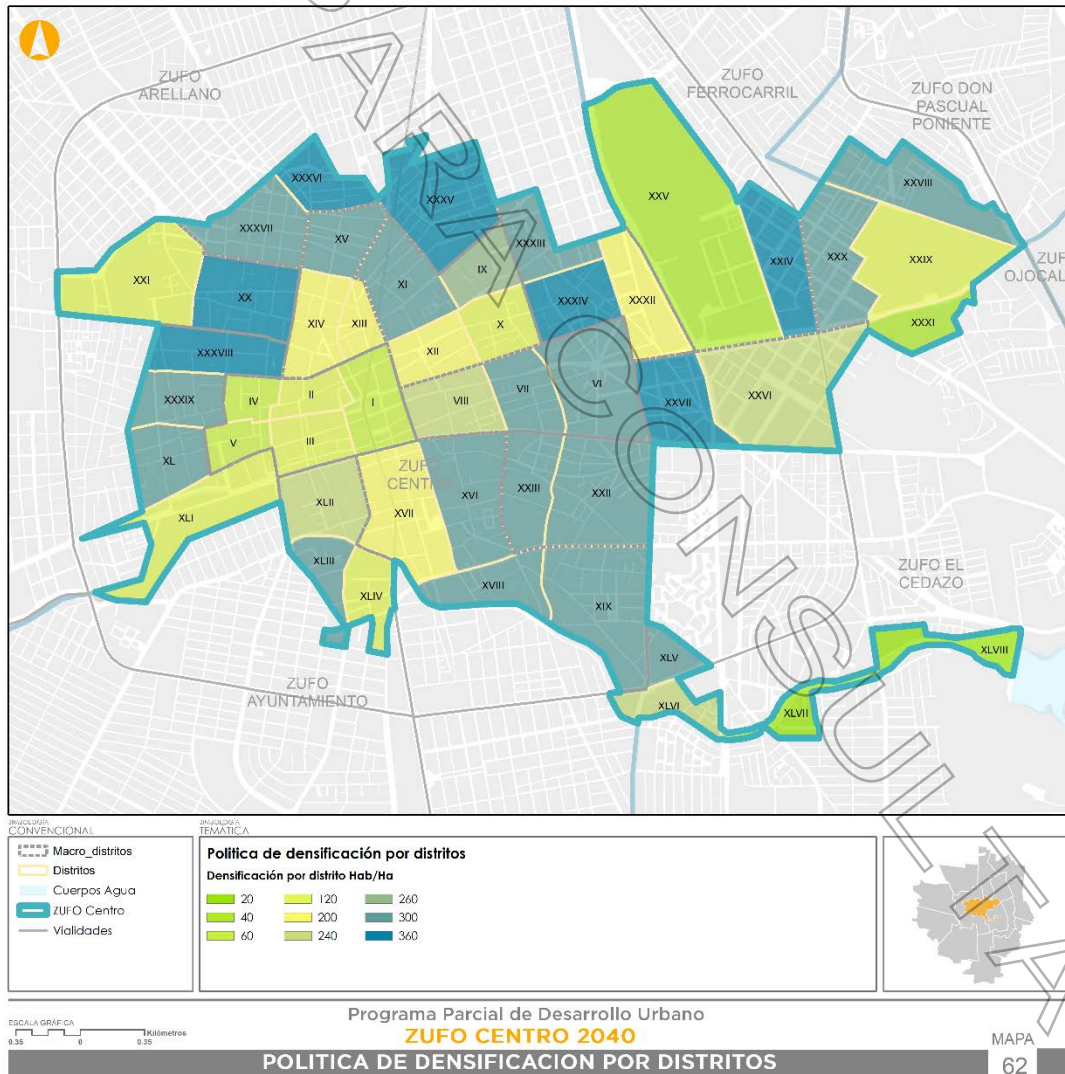 ZUFO
ARELLANO
ZUFO
FERROCARRIL
ZUFO DON
PASCUAL
PONIENTE
XXXVI
XXXV
XXV
XXVIII
XXXVII
XV
XXXIII
XXIV
XXX
XXIX
ZUF
OJOCAL
XXI
XX
XI
IX
XXXIV
XXXII
XXXI
XIV
XIII
XII
X
XXXVIII
VII
VI
XXVII
XXVI
XXXIX
IV
II
I
VIII
V
III
XL
ZUFO
CENTRO
XLI
XLII
XVII
XVI
XXIII
XXII
XLIII
XLIV
XVIII
XIX
ZUFO EL
CEDAZO
XLV
XLVIII
ZUFO
AYUNTAMIENTO
XLVI
XLVII
PARA CONSULTA
SIMBOLOGÍA
CONVENCIONAL
Macro_distritos
Distritos
Cuerpos Agua
ZUFO Centro
Vialidades
SIMBOLOGÍA
TEMATICA
Politica de densificación por distritos
Densificación por distrito Hab/Ha
20 120 260
40 200 300
60 240 360
ESCALA GRÁFICA
Kilómetros
0.35 0 0.35
Programa Parcial de Desarrollo Urbano
ZUFO CENTRO 2040
POLITICA DE DENSIFICACION POR DISTRITOS
MAPA
62